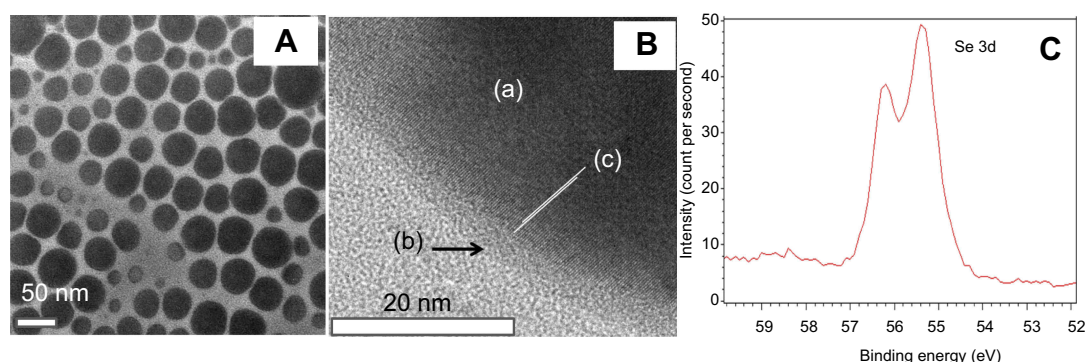 A
50 nm
B
(a)
(c)
(b)
20 nm
C
Se 3d
Intensity (count per second)
50
40
30
20
10
0
59 58 57 56 55 54 53 52
Binding energy (eV)